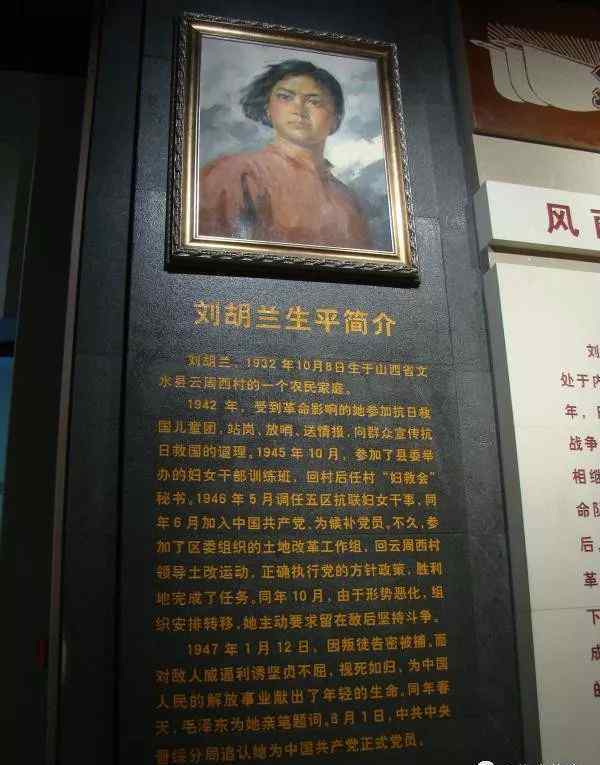 刘胡兰生平简介
刘胡兰，1932年10月8日生于山西省文
水县云周西村的一个农民家庭。
1942年，受到革命影响的她参加抗日救
国儿童团，站岗、放哨、送情报，向群众宣传抗
日救国的道理。1945年10月，参加了县委举
办的妇女干部训练班，回村后任村“妇救会”
秘书。1946年5月调任五区抗联妇女干事，同
年6月加入中国共产党，为候补党员。不久，参
加了区委组织的土地改革工作组，回云周西村
领导土改运动，正确执行党的方针政策，胜利
地完成了任务。同年10月，由于形势恶化，组
织安排转移，她主动要求留在敌后坚持斗争。
1947年1月12日，因叛徒告密被捕。面
对敌人威逼利诱坚贞不屈，视死如归，为中国
人民的解放事业献出了年轻的生命。同年春
天，毛泽东为她亲笔题词。8月1日，中共中央
晋绥分局追认她为中国共产党正式党员。
风
刘
处于内
年，
战争
相继
命队
后，
革
下
成
的